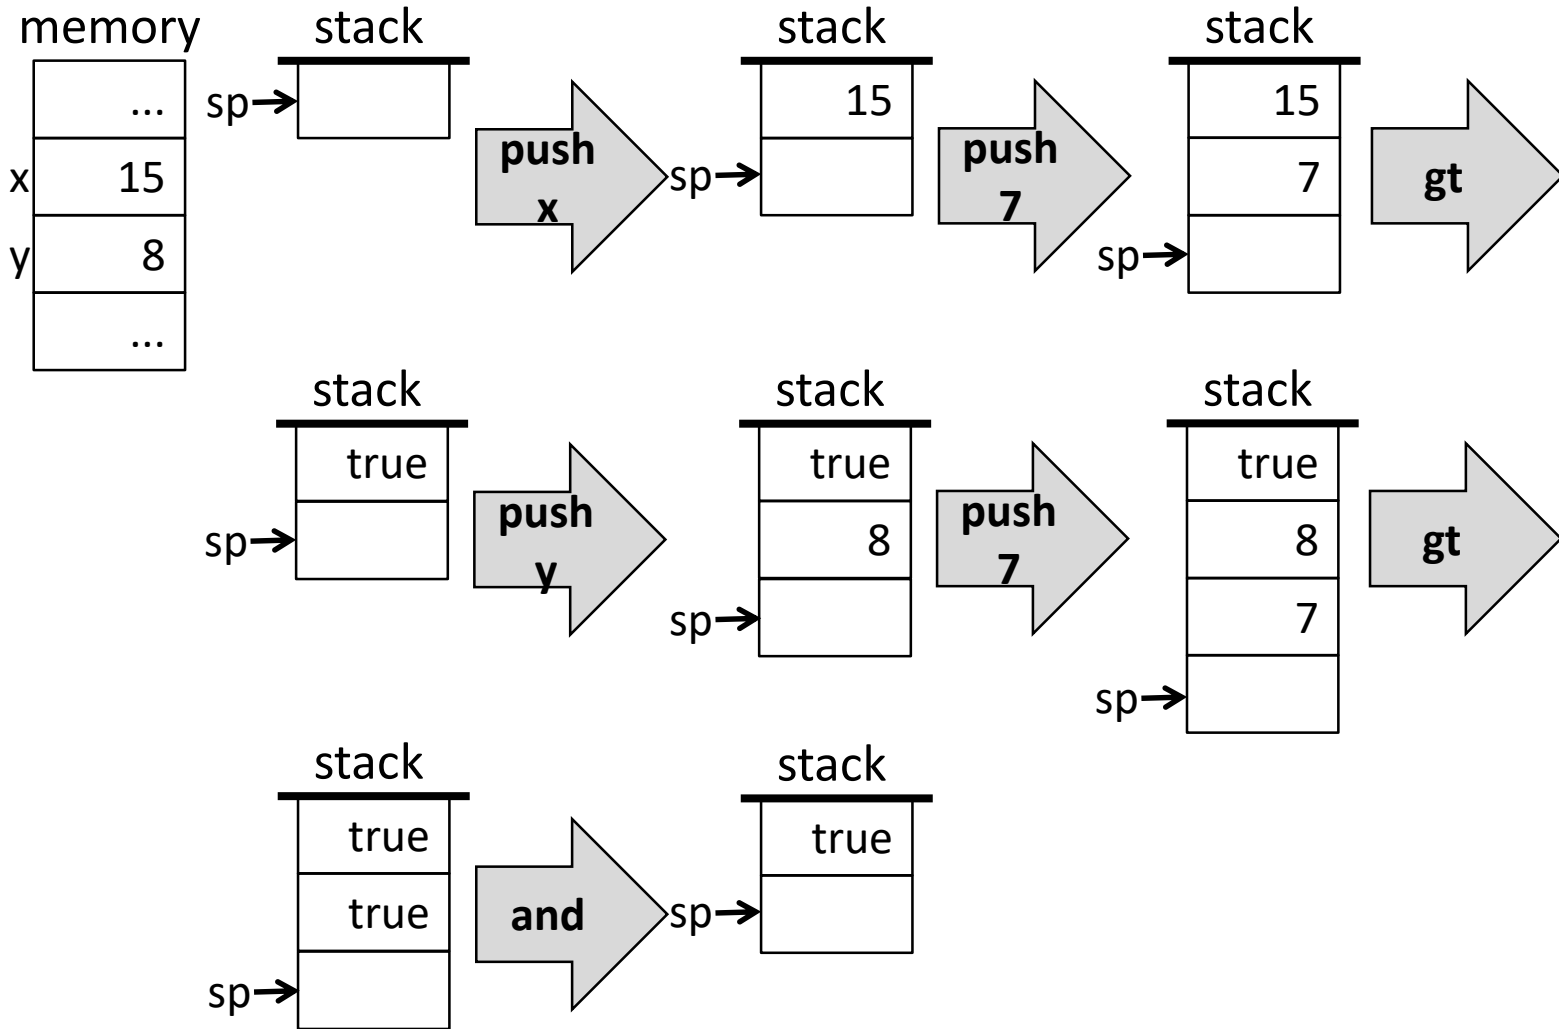 memory
...
x 15
y 8
...
stack
sp
push
x
stack
15
sp
push
7
stack
15
7
sp
gt
stack
true
sp
push
y
stack
true
8
sp
push
7
stack
true
8
7
sp
gt
stack
true
true
sp
and
stack
true
sp